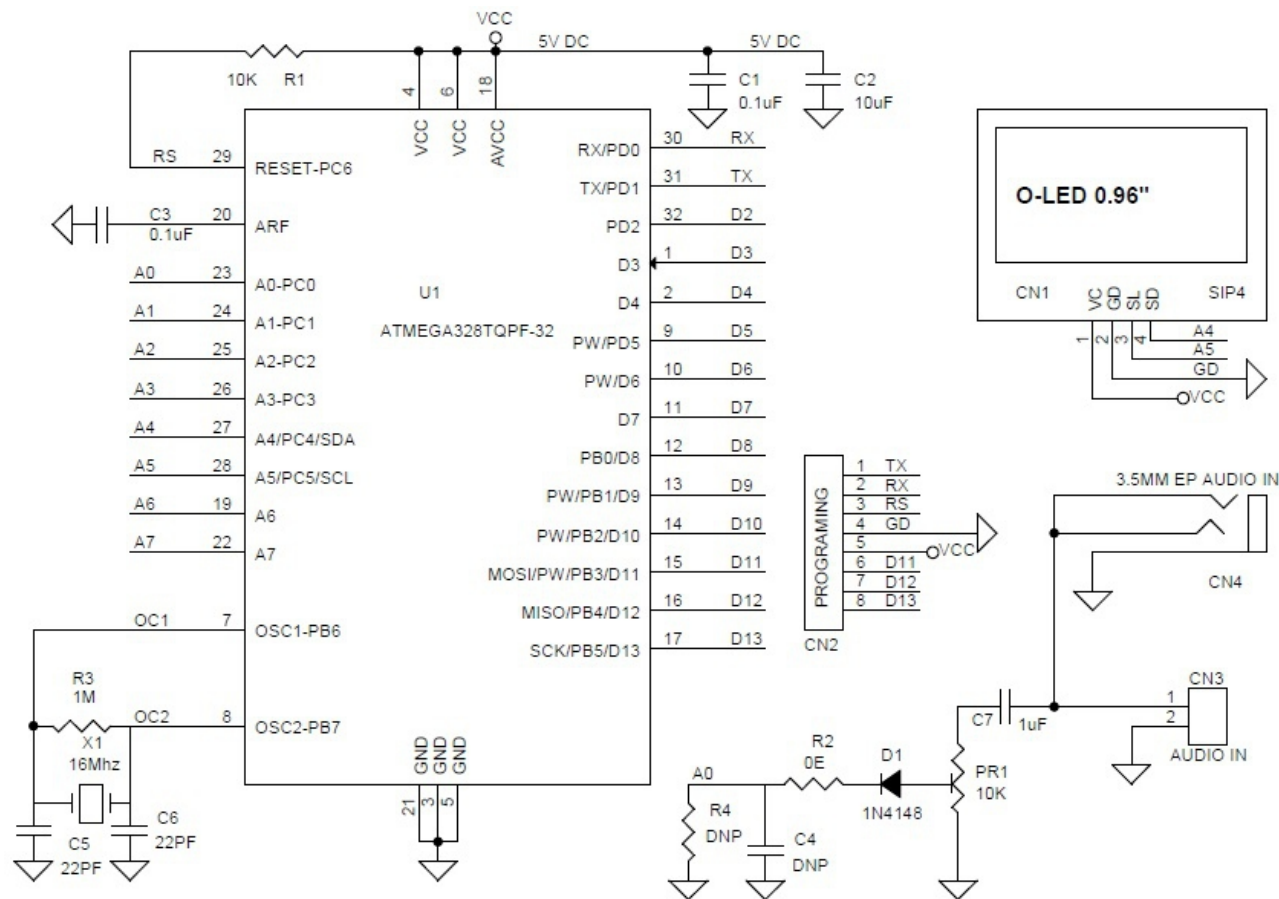 VCC
5V DC
5V DC
10K R1
4
6
18
C1
0.1uF
C2
10uF
VCC
VCC
AVCC
RS 29 RESET-PC6
C3 20 ARF
0.1uF
A0 23 A0-PC0
A1 24 A1-PC1
A2 25 A2-PC2
A3 26 A3-PC3
A4 27 A4/PC4/SDA
A5 28 A5/PC5/SCL
A6 19 A6
A7 22 A7
OC1 7 OSC1-PB6
OC2 8 OSC2-PB7
R3
1M
X1
16Mhz
C5
22PF
C6
22PF
U1
ATMEGA328TQPF-32
GND
GND
GND
21
3
5
RX/PD0 30 RX
TX/PD1 31 TX
PD2 32 D2
D3 1 D3
D4 2 D4
PW/PD5 9 D5
PW/D6 10 D6
D7 11 D7
PB0/D8 12 D8
PW/PB1/D9 13 D9
PW/PB2/D10 14 D10
MOSI/PW/PB3/D11 15 D11
MISO/PB4/D12 16 D12
SCK/PB5/D13 17 D13
O-LED 0.96"
CN1
VC
GD
SL
SD
SIP4
1
2
3
4
A4
A5
GD
VCC
PROGRAMING
1 TX
2 RX
3 RS
4 GD
5 VCC
6 D11
7 D12
8 D13
CN2
3.5MM EP AUDIO IN
CN4
CN3
1
2
AUDIO IN
C7
1uF
PR1
10K
D1
1N4148
R2
0E
A0
R4
DNP
C4
DNP